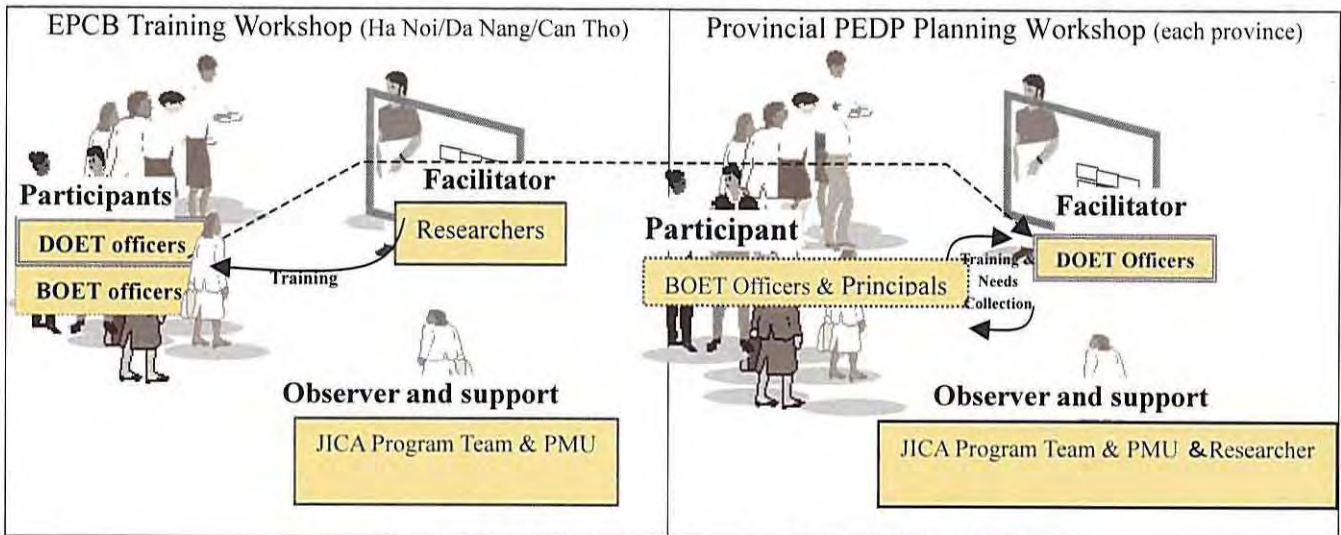 EPCB Training Workshop (Ha Noi/Da Nang/Can Tho)
Participants
DOET officers
BOET officers
Facilitator
Researchers
Training
Observer and support
JICA Program Team & PMU
Provincial PEDP Planning Workshop (each province)
Participant
BOET Officers & Principals
Facilitator
DOET Officers
Training &
Needs
Collection
Observer and support
JICA Program Team & PMU &Researcher